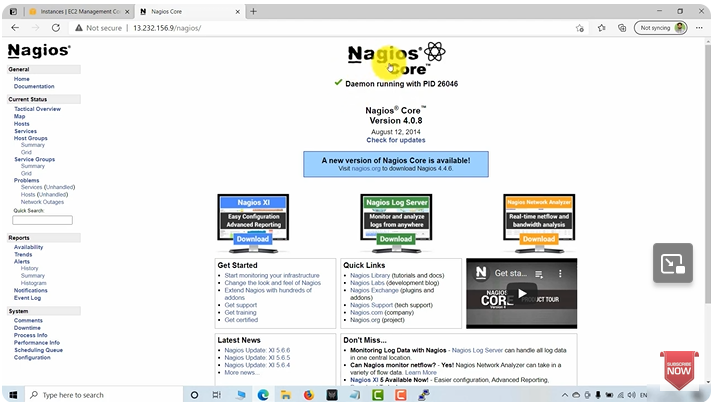 Instances | EC2 Management Co
Nagios Core
Not secure | 13.232.156.9/nagios/
Not syncing
Nagios®
General
Home
Documentation
Current Status
Tactical Overview
Map
Hosts
Services
Host Groups
Summary
Grid
Service Groups
Summary
Grid
Problems
Services (Unhandled)
Hosts (Unhandled)
Network Outages
Quick Search:
Reports
Availability
Trends
Alerts
History
Summary
Histogram
Notifications
Event Log
System
Comments
Downtime
Process Info
Performance Info
Scheduling Queue
Configuration
Nagios®
Core™
Daemon running with PID 26046
Nagios® Core™
Version 4.0.8
August 12, 2014
Check for updates
A new version of Nagios Core is available!
Visit nagios.org to download Nagios 4.4.6.
Nagios XI
Easy Configuration
Advanced Reporting
Download
Nagios Log Server
Monitor and analyze
logs from anywhere
Download
Nagios Network Analyzer
Real-time netflow and
bandwidth analysis
Download
Get Started
Start monitoring your infrastructure
Change the look and feel of Nagios
Extend Nagios with hundreds of
addons
Get support
Get training
Get certified
Quick Links
Nagios Library (tutorials and docs)
Nagios Labs (development blog)
Nagios Exchange (plugins and
addons)
Nagios Support (tech support)
Nagios.com (company)
Nagios.org (project)
N
Get sta...
Nagios
CORE
PRODUCT TOUR
Latest News
Nagios Update: XI 5.6.6
Nagios Update: XI 5.6.5
Nagios Update: XI 5.6.4
More news...
Don't Miss...
Monitoring Log Data with Nagios - Nagios Log Server can handle all log
data in one central location.
Can Nagios monitor netflow? - Yes! Nagios Network Analyzer can take in a
variety of flow data. Learn More
Nagios XI 5 Available Now! - Easier configuration, Advanced Reporting,
SUBSCRIBE
NOW
Type here to search